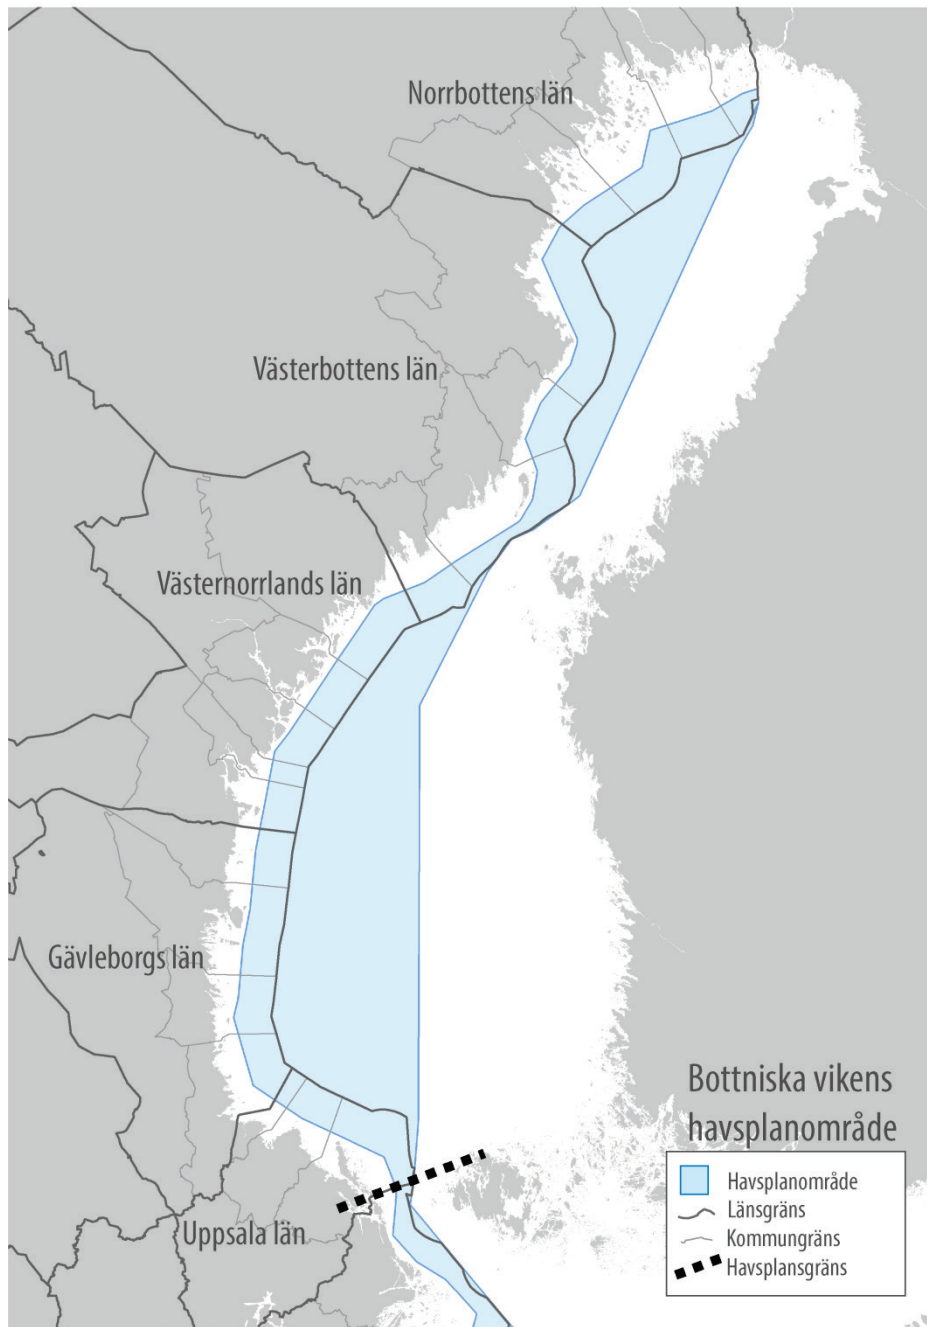 Norrbottens län
Västerbottens län
Västernorrlands län
Gävleborgs län
Uppsala län
Bottniska vikens
havsplanområde
Havsplanområde
Länsgräns
Kommungräns
Havsplansgräns